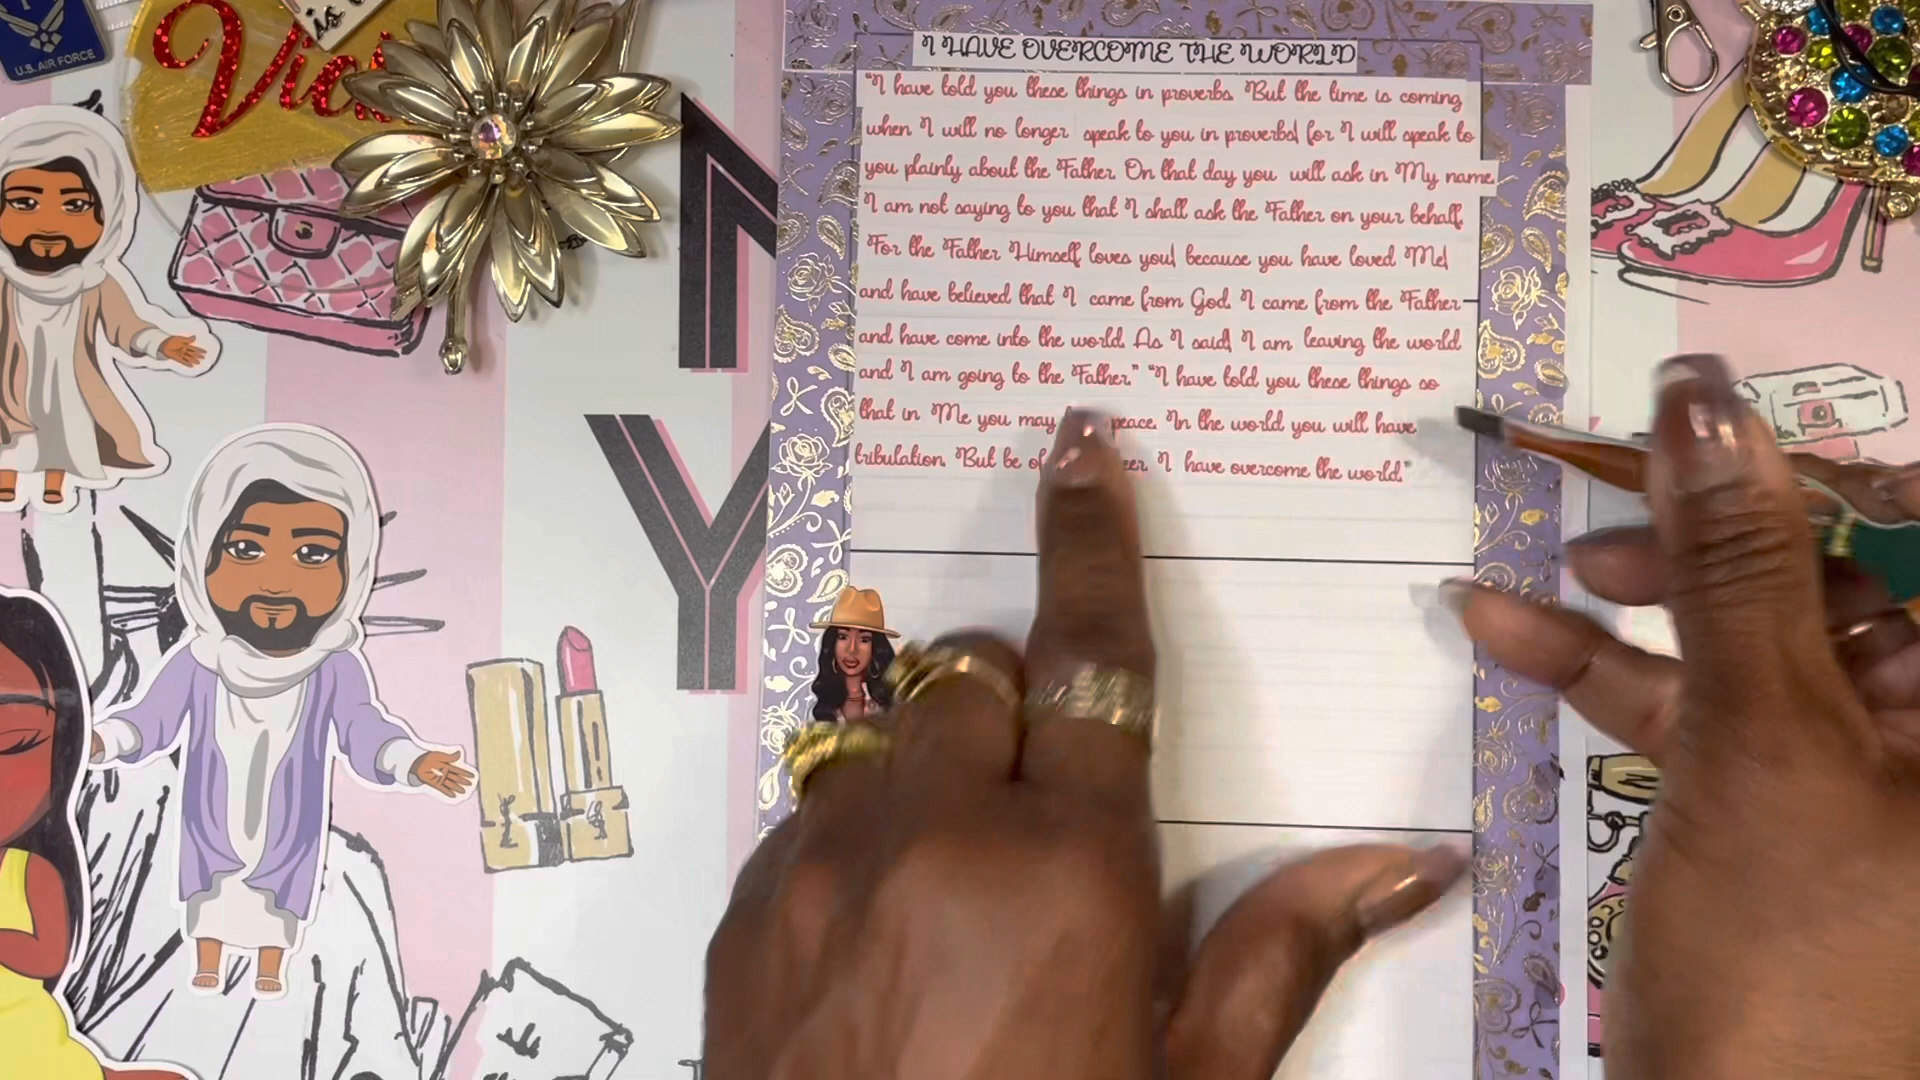 U.S. AIR FORCE
is
Vic
N
Y
I HAVE OVERCOME THE WORLD
"I have told you these things in proverbs. But the time is coming
when I will no longer speak to you in proverbs, for I will speak to
you plainly about the Father. On that day you will ask in My name.
I am not saying to you that I shall ask the Father on your behalf.
For the Father Himself loves you, because you have loved Me,
and have believed that I came from God. I came from the Father
and have come into the world. As I said, I am leaving the world
and I am going to the Father." "I have told you these things so
that in Me you may peace. In the world you will have
tribulation. But be of I have overcome the world."